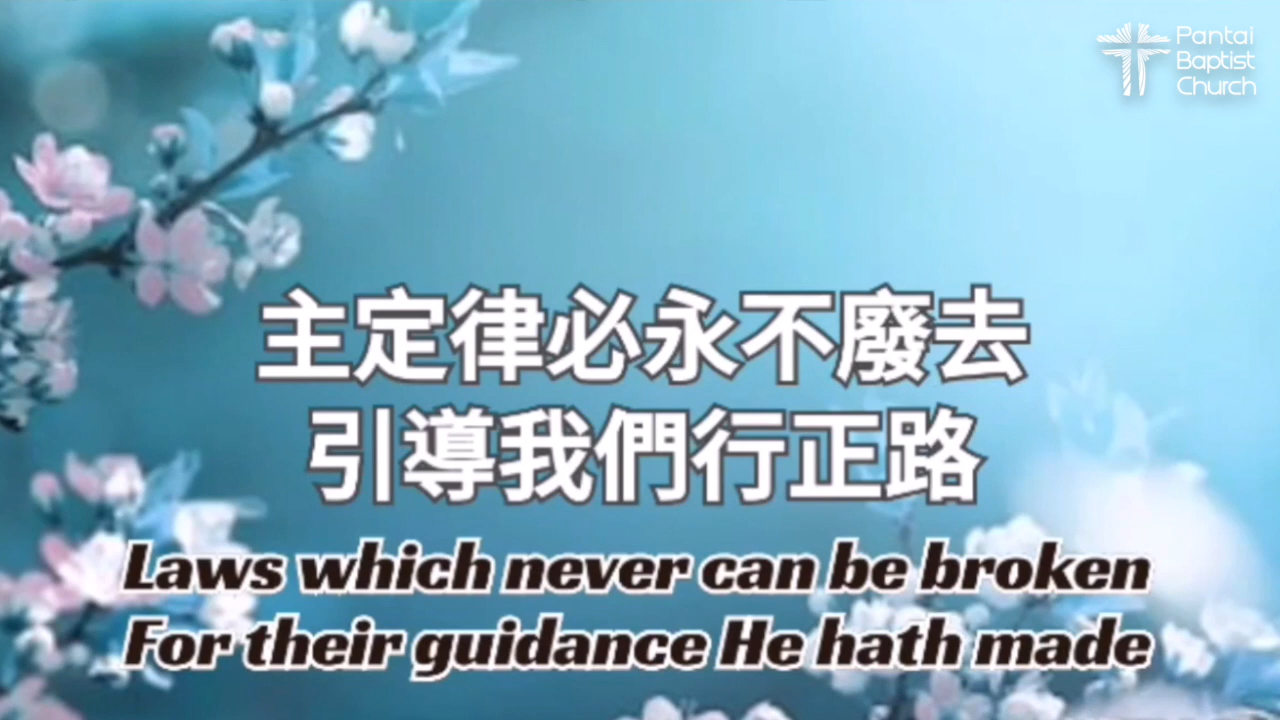 Pantai
Baptist
Church
主定律必永不廢去
引導我們行正路
Laws which never can be broken
For their guidance He hath made